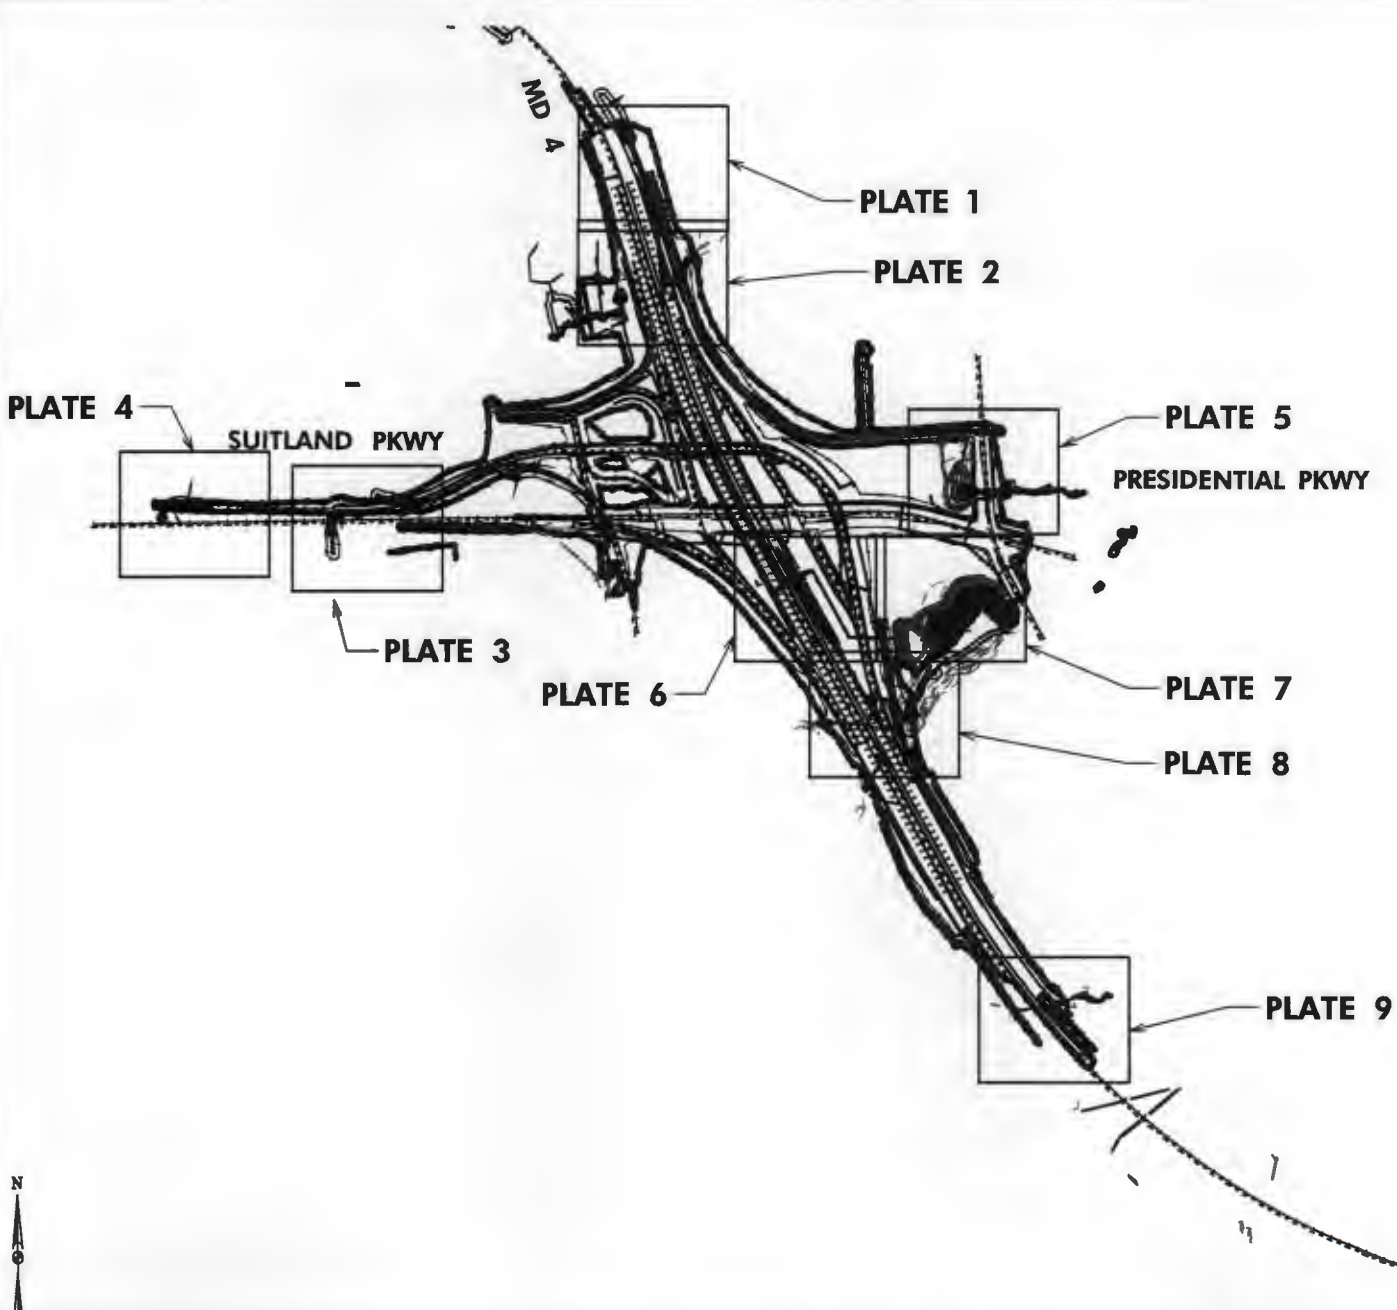 MD 4
PLATE 1
PLATE 2
PLATE 4
SUITLAND PKWY
PLATE 5
PRESIDENTIAL PKWY
PLATE 3
PLATE 6
PLATE 7
PLATE 8
PLATE 9
N